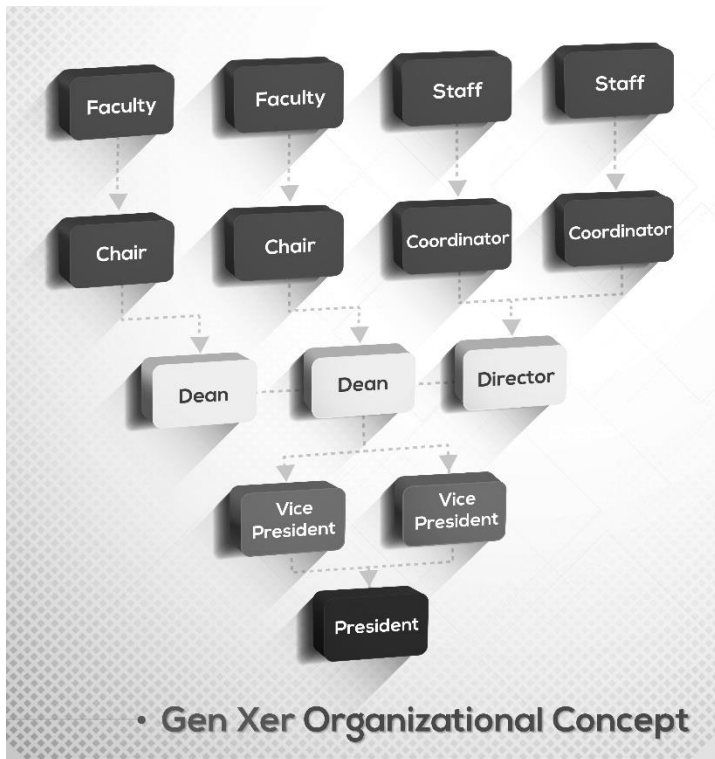 Faculty
Faculty
Staff
Staff
Chair
Chair
Coordinator
Coordinator
Dean
Dean
Director
Vice
President
Vice
President
President
• Gen Xer Organizational Concept